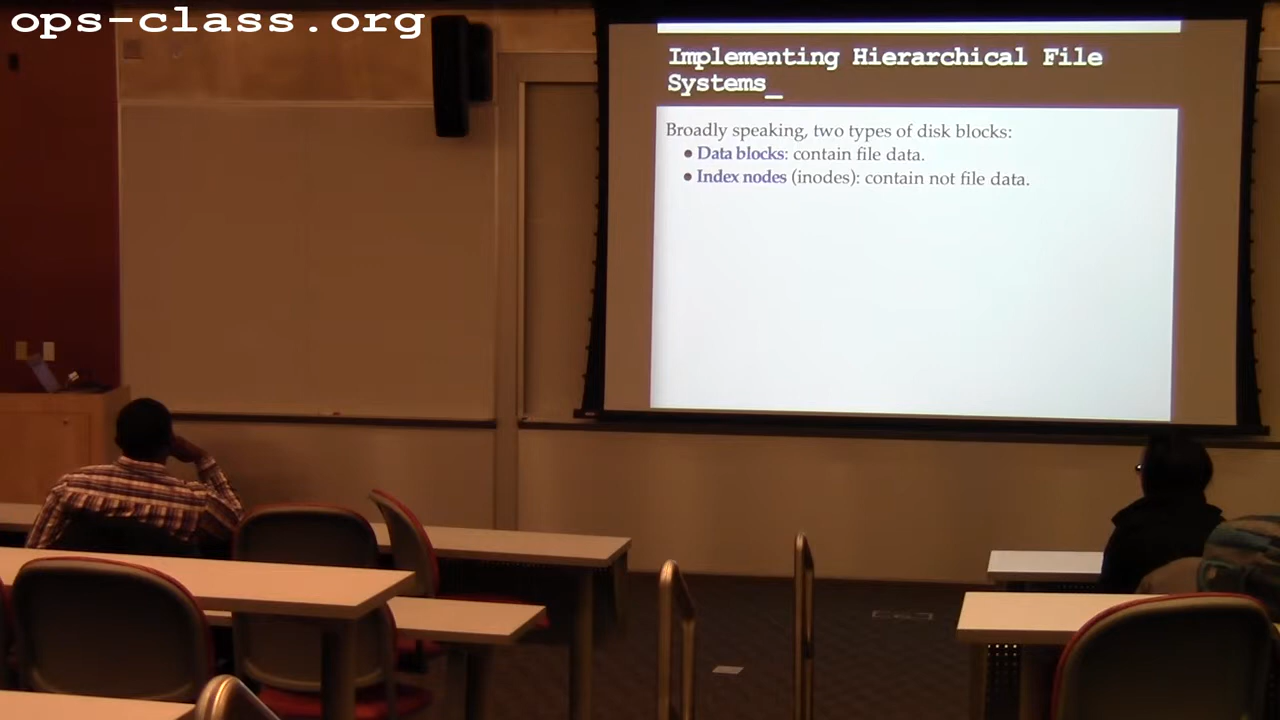 ops-class.org
Implementing Hierarchical File
Systems_
Broadly speaking, two types of disk blocks:
● Data blocks: contain file data.
● Index nodes (inodes): contain not file data.